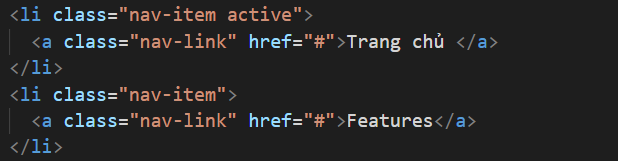 <li class="nav-item active">
<a class="nav-link" href="#">Trang chủ </a>
</li>
<li class="nav-item">
<a class="nav-link" href="#">Features</a>
</li>